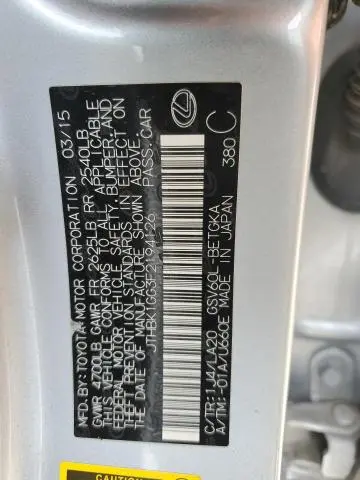 MFD. BY: TOYOTA MOTOR CORPORATION 03/15
GVWR 4700LB GAWR FR 2625LB RR 2540LB
THIS VEHICLE CONFORMS TO ALL APPLICABLE
FEDERAL MOTOR VEHICLE SAFETY, BUMPER, AND
THEFT PREVENTION STANDARDS IN EFFECT ON
THE DATE OF MANUFACTURE SHOWN ABOVE.
JTHBK1GG3F2194126 PASS.CAR
C/TR: 1J4/LA20 GSV60L-BETGKA 380 C
A/TM: -01A/U660E MADE IN JAPAN
CAUTION